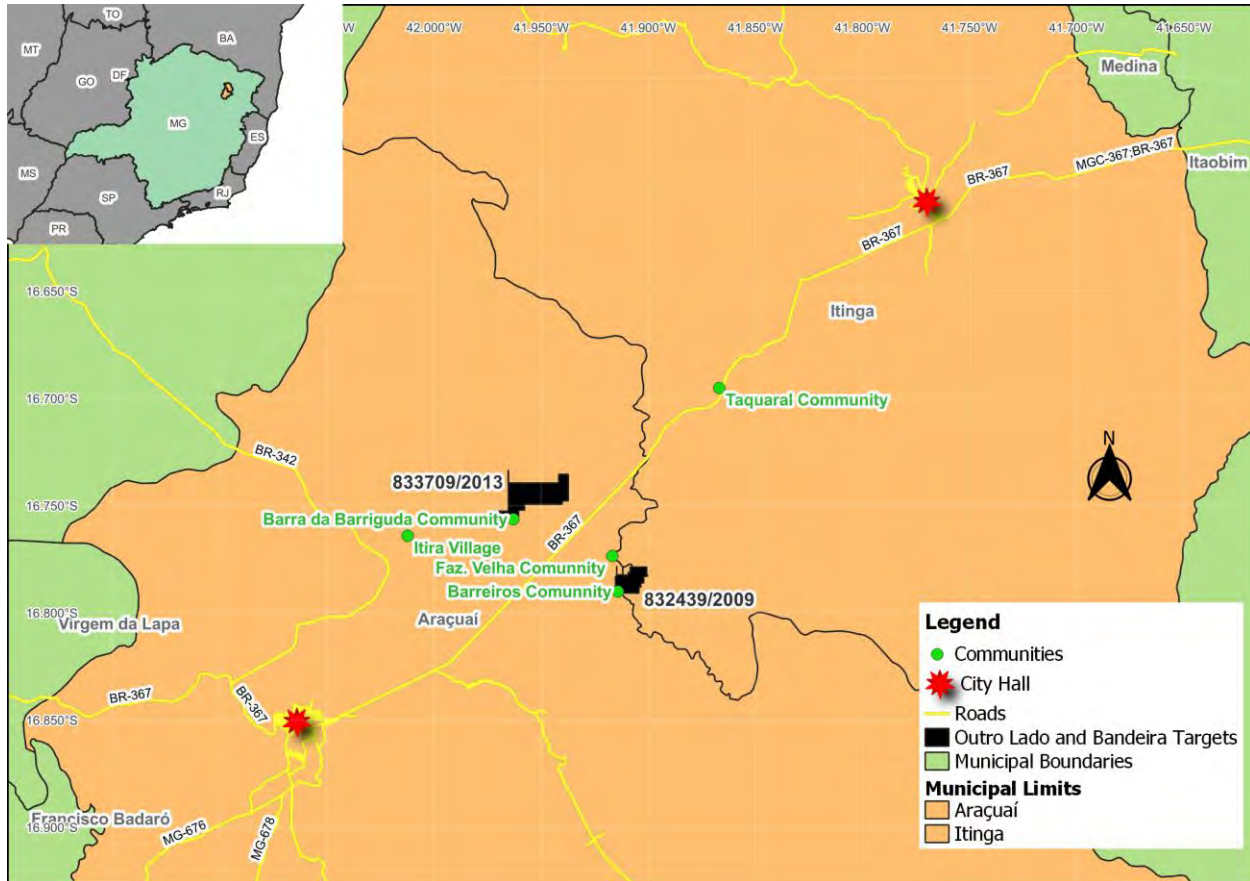 TO
BA
MT
DF
GO
MG
ES
MS
SP
RJ
PR
W 42.000°W 41.950°W 41.900°W 41.850°W 41.800°W 41.750°W 41.700°W 41.650°W
Medina
MGC-367;BR-367
Itaobim
BR-367
BR-367
16.650°S
Itinga
16.700°S
Taquaral Community
BR-342
N
833709/2013
16.750°S
Barra da Barriguda Community
BR-367
Itira Village
Faz. Velha Comunnity
Barreiros Comunnity
832439/2009
16.800°S
Virgem da Lapa
Araçuaí
BR-367
BR-367
16.850°S
Francisco Badaró
16.900°S
MG-676
MG-678
Legend
Communities
City Hall
Roads
Outro Lado and Bandeira Targets
Municipal Boundaries
Municipal Limits
Araçuaí
Itinga